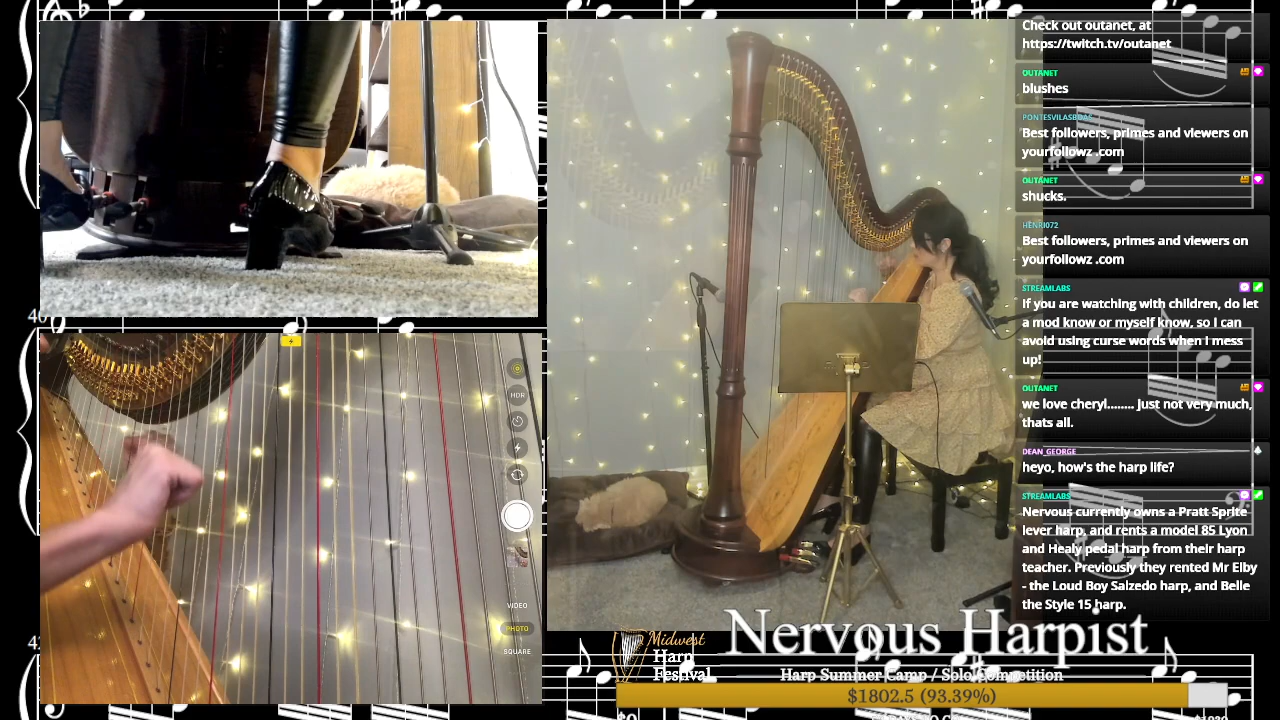 Check out outanet, at
https://twitch.tv/outanet
OUTANET
blushes
PONTESVILASBOAS
Best followers, primes and viewers on
yourfollowz .com
OUTANET
shucks.
HENRI072
Best followers, primes and viewers on
yourfollowz .com
STREAMLABS
If you are watching with children, do let
a mod know or myself know, so I can
avoid using curse words when I mess
up!
OUTANET
we love cheryl........ Just not very much,
thats all.
DEAN_GEORGE
heyo, how's the harp life?
STREAMLABS
Nervous currently owns a Pratt Sprite
lever harp, and rents a model 85 Lyon
and Healy pedal harp from their harp
teacher. Previously they rented Mr Elby
- the Loud Boy Salzedo harp, and Belle
the Style 15 harp.
HDR
VIDEO
PHOTO
SQUARE
Midwest
Harp
Festival
Nervous Harpist
Harp Summer Camp / Solo Competition
$1802.5 (93.39%)